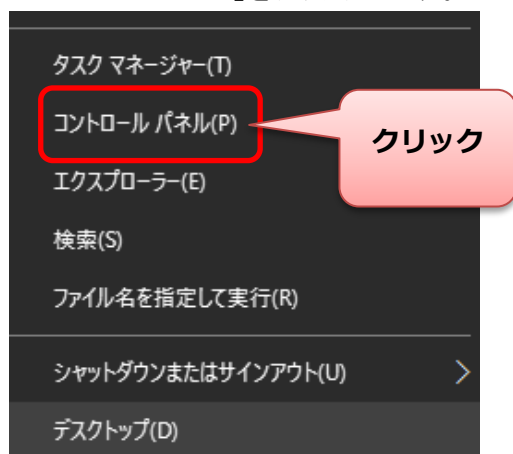 タスク マネージャー(T)
コントロール パネル(P)
クリック
エクスプローラー(E)
検索(S)
ファイル名を指定して実行(R)
シャットダウンまたはサインアウト(U)
デスクトップ(D)